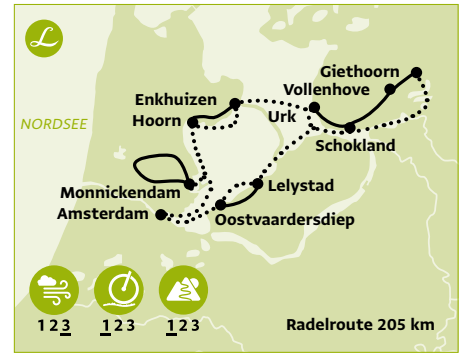 ℒ
Giethoorn
Vollenhove
Enkhuizen
Urk
NORDSEE
Hoorn
Schokland
Monnickendam
Lelystad
Amsterdam
Oostvaardersdiep
1 2 3
1 2 3
1 2 3
Radelroute 205 km